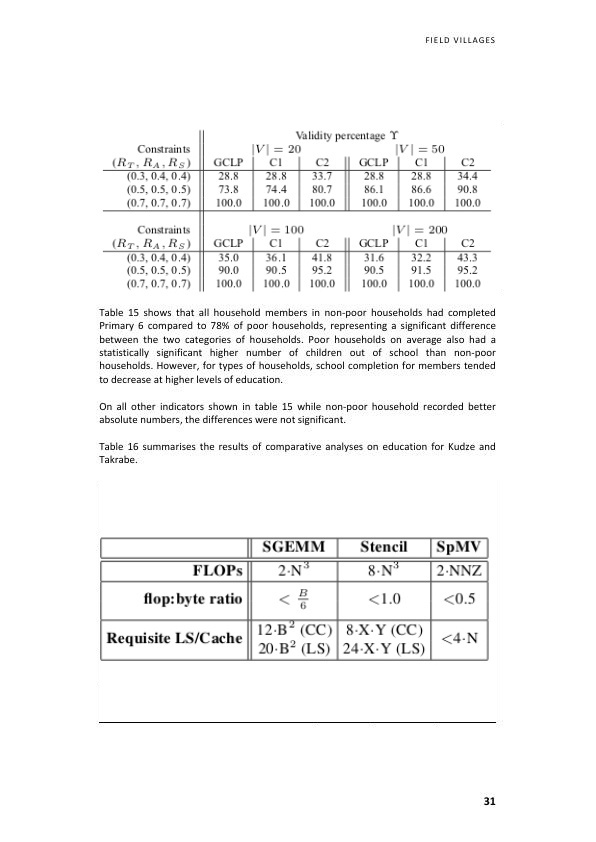 FIELD VILLAGES
Validity percentage ϒ
Constraints |V| = 20 |V| = 50
(R_T, R_A, R_S) GCLP C1 C2 GCLP C1 C2
(0.3, 0.4, 0.4) 28.8 28.8 33.7 28.8 28.8 34.4
(0.5, 0.5, 0.5) 73.8 74.4 80.7 86.1 86.6 90.8
(0.7, 0.7, 0.7) 100.0 100.0 100.0 100.0 100.0 100.0
Constraints |V| = 100 |V| = 200
(R_T, R_A, R_S) GCLP C1 C2 GCLP C1 C2
(0.3, 0.4, 0.4) 35.0 36.1 41.8 31.6 32.2 43.3
(0.5, 0.5, 0.5) 90.0 90.5 95.2 90.5 91.5 95.2
(0.7, 0.7, 0.7) 100.0 100.0 100.0 100.0 100.0 100.0
Table 15 shows that all household members in non-poor households had completed
Primary 6 compared to 78% of poor households, representing a significant difference
between the two categories of households. Poor households on average also had a
statistically significant higher number of children out of school than non-poor
households. However, for types of households, school completion for members tended
to decrease at higher levels of education.
On all other indicators shown in table 15 while non-poor household recorded better
absolute numbers, the differences were not significant.
Table 16 summarises the results of comparative analyses on education for Kudze and
Takrabe.
SGEMM Stencil SpMV
FLOPs 2·N³ 8·N³ 2·NNZ
flop:byte ratio < B/6 <1.0 <0.5
Requisite LS/Cache 12·B² (CC) 8·X·Y (CC) <4·N
20·B² (LS) 24·X·Y (LS)
31